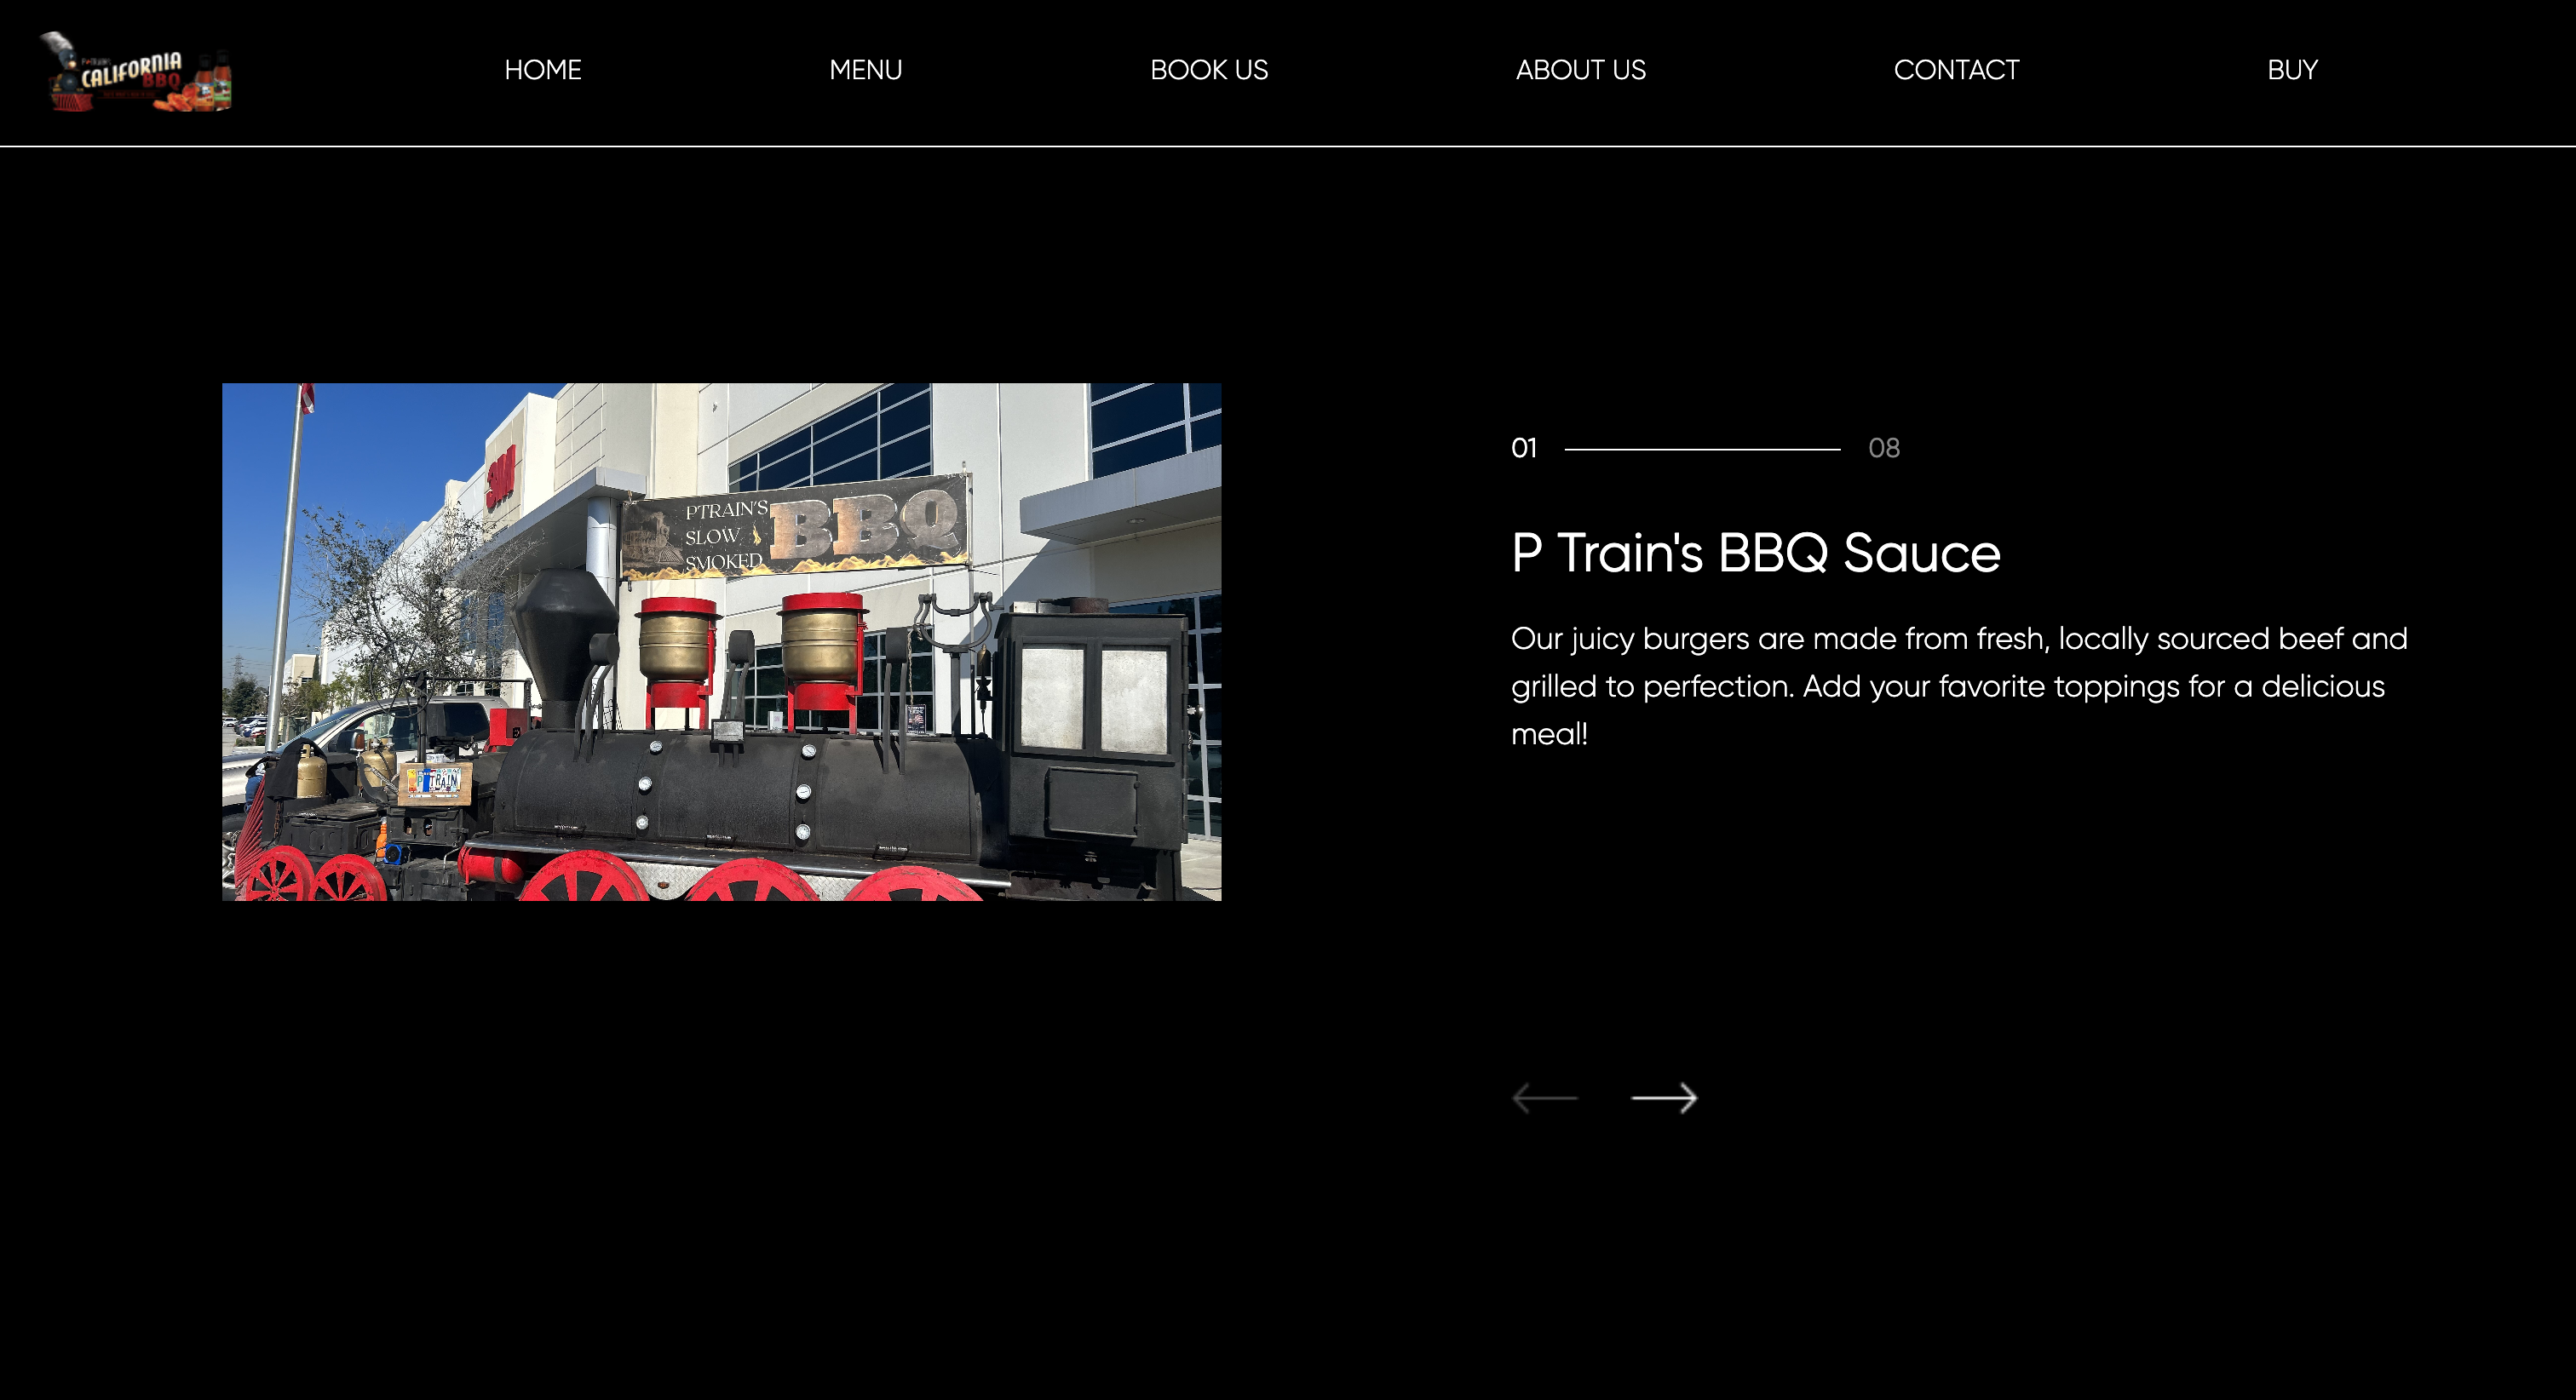 CALIFORNIA
BBQ
HOME
MENU
BOOK US
ABOUT US
CONTACT
BUY
3M
PTRAIN'S
SLOW
SMOKED
BBQ
P TRAIN
01
08
P Train's BBQ Sauce
Our juicy burgers are made from fresh, locally sourced beef and
grilled to perfection. Add your favorite toppings for a delicious
meal!